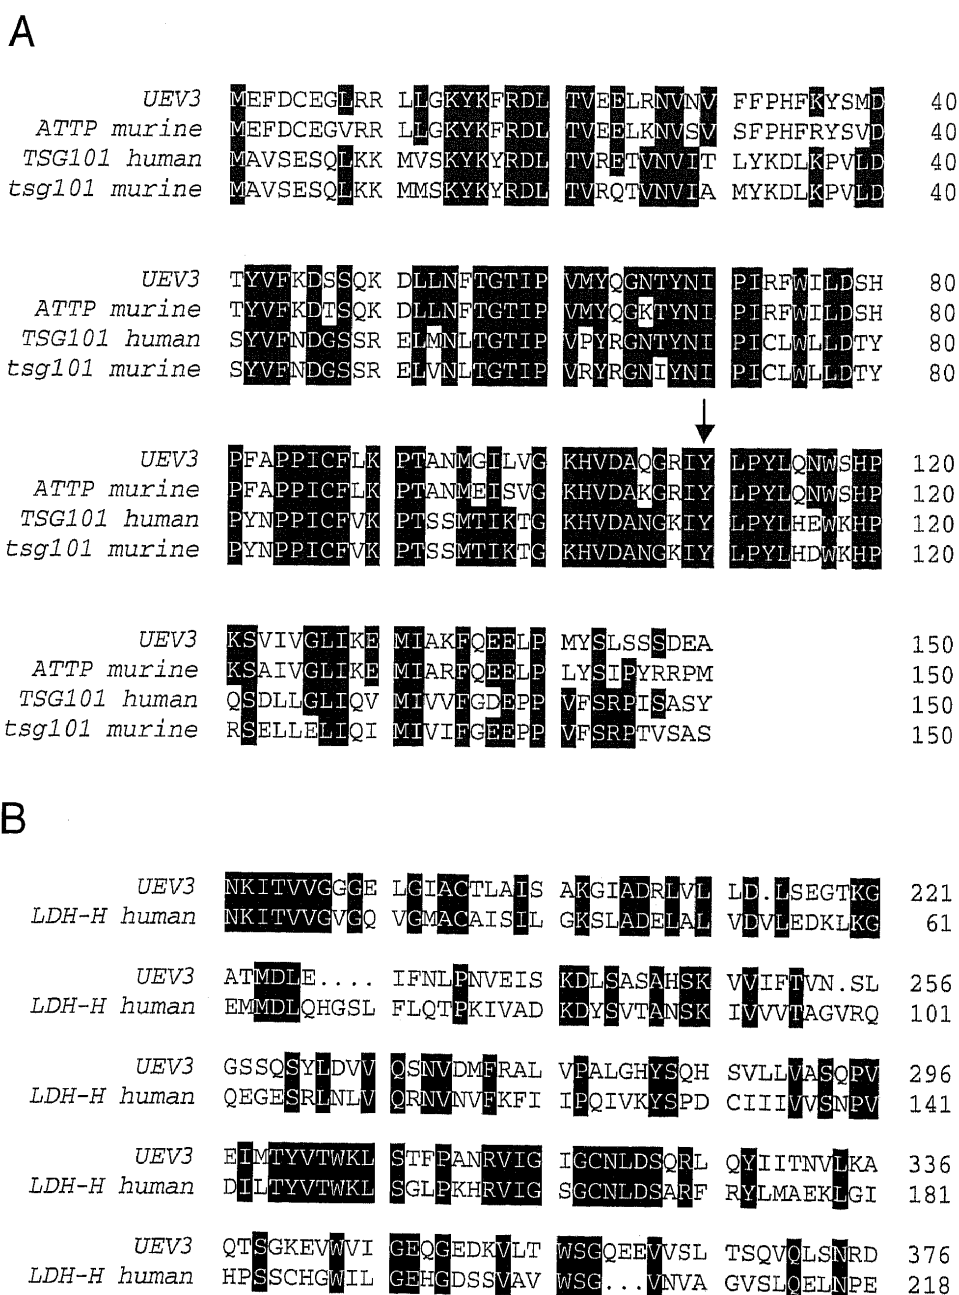 A
UEV3 MEFDCEGLRR LLGKYKFRDL TVEELRNVNV FFPHFKYSMD 40
ATTP murine MEFDCEGVRR LLGKYKFRDL TVEELKNVSV SFPHFRYSVD 40
TSG101 human MAVSESQLKK MVSKYKYRDL TVRETVNVIT LYKDLKPVLD 40
tsg101 murine MAVSESQLKK MMSKYKYRDL TVRQTVNVIA MYKDLKPVLD 40
UEV3 TYVFKDSSQK DLLNFTGTIP VMYQGNTYNI PIRFWILDSH 80
ATTP murine TYVFKDTSQK DLLNFTGTIP VMYQGKTYNI PIRFWILDSH 80
TSG101 human SYVFNDGSSR ELMNLTGTIP VPYRGNTYNI PICLWLLDTY 80
tsg101 murine SYVFNDGSSR ELVNLTGTIP VRYRGNIYNI PICLWLLDTY 80
UEV3 PFAPPICFLK PTANMGILVG KHVDAQGRIY LPYLQNWSHP 120
ATTP murine PFAPPICFLK PTANMEISVG KHVDAKGRIY LPYLQNWSHP 120
TSG101 human PYNPPICFVK PTSSMTIKTG KHVDANGKIY LPYLHEWKHP 120
tsg101 murine PYNPPICFVK PTSSMTIKTG KHVDANGKIY LPYLHDWKHP 120
UEV3 KSVIVGLIKE MIAKFQEELP MYSLSSSDEA 150
ATTP murine KSAIVGLIKE MIARFQEELP LYSIPYRRPM 150
TSG101 human QSDLLGLIQV MIVVFGDEPP VFSRPISASY 150
tsg101 murine RSELLELIQI MIVIFGEEPP VFSRPTVSAS 150
B
UEV3 NKITVVGGGE LGIACTLAIS AKGIADRLVL LD.LSEGTKG 221
LDH-H human NKITVVGVGQ VGMACAISIL GKSLADELAL VDVLEDKLKG 61
UEV3 ATMDLE.... IFNLPNVEIS KDLSASAHSK VVIFTVN.SL 256
LDH-H human EMMDLQHGSL FLQTPKIVAD KDYSVTANSK IVVVTAGVRQ 101
UEV3 GSSQSYLDVV QSNVDMFRAL VPALGHYSQH SVLLVASQPV 296
LDH-H human QEGESRLNLV QRNVNVFKFI IPQIVKYSPD CIIIVVSNPV 141
UEV3 EIMTYVTWKL STFPANRVIG IGCNLDSQRL QYIITNVLKA 336
LDH-H human DILTYVTWKL SGLPKHRVIG SGCNLDSARF RYLMAEKLGI 181
UEV3 QTSGKEVWVI GEQGEDKVLT WSGQEEVVSL TSQVQLSNRD 376
LDH-H human HPSSCHGWIL GEHGDSSVAV WSG...VNVA GVSLQELNPE 218